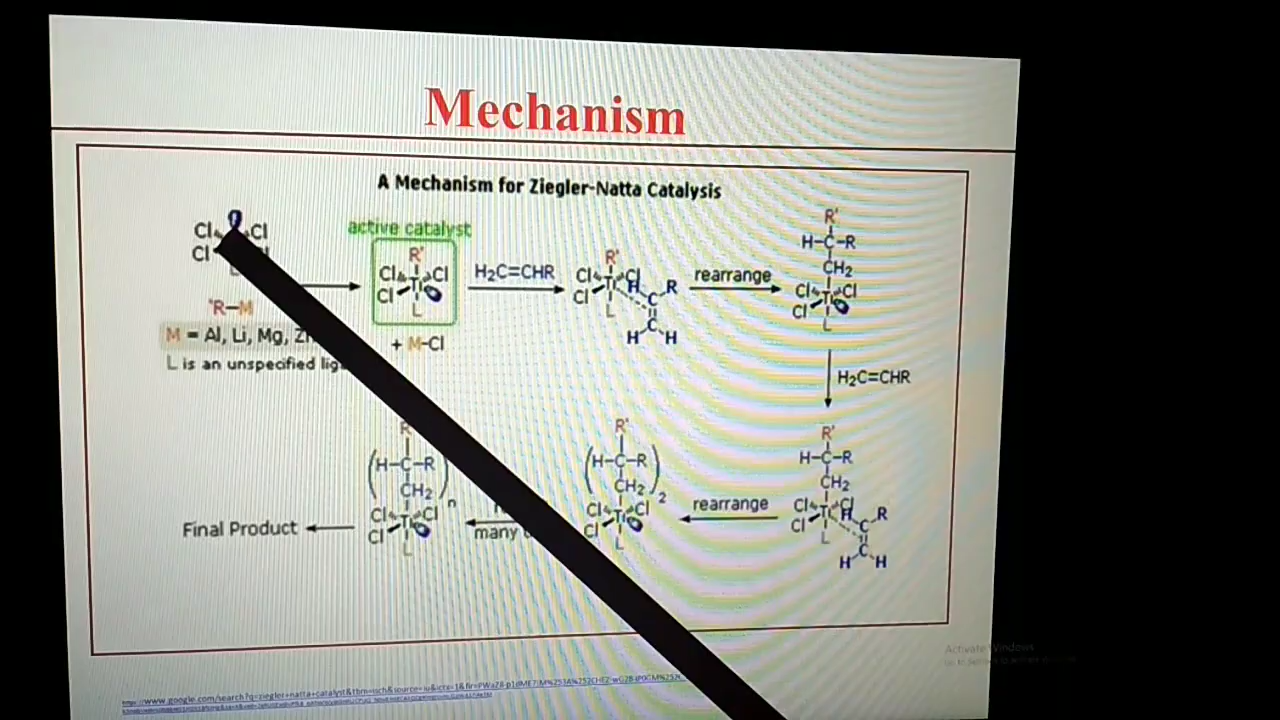 Mechanism
A Mechanism for Ziegler-Natta Catalysis
active catalyst
Cl Cl
Cl
L
R'
Cl Ti Cl
Cl
L
H₂C=CHR
R'
Cl Ti Cl
Cl
H C R
L
C
H H
rearrange
R'
H-C-R
CH₂
Cl Ti Cl
Cl
L
R-M
M = Al, Li, Mg,
L is an unspecified
+ M-Cl
H₂C=CHR
R'
H-C-R
CH₂
Cl Ti Cl
Cl
H C R
L
C
H H
rearrange
R'
(H-C-R
CH₂)2
Cl Ti Cl
Cl
L
many
R
(H-C-R
CH₂)n
Cl Ti Cl
Cl
L
Final Product
Activate Windows